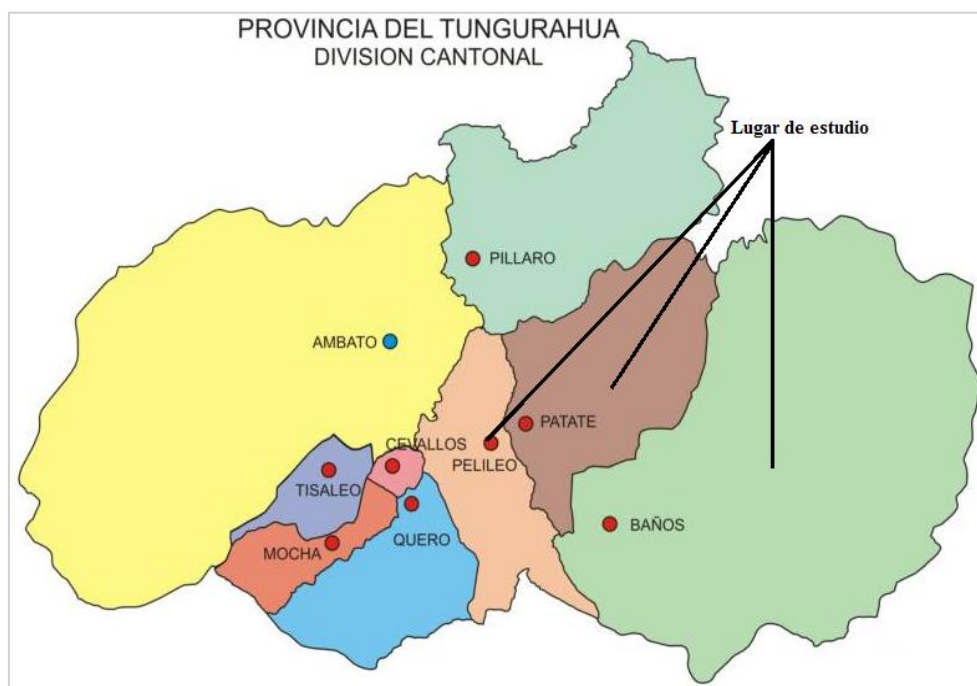 PROVINCIA DEL TUNGURAHUA
DIVISION CANTONAL
Lugar de estudio
PILLARO
AMBATO
PATATE
CEVALLOS
PELILEO
TISALEO
BAÑOS
QUERO
MOCHA